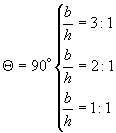 b/h = 3 : 1
Θ = 90° { b/h = 2 : 1
b/h = 1 : 1